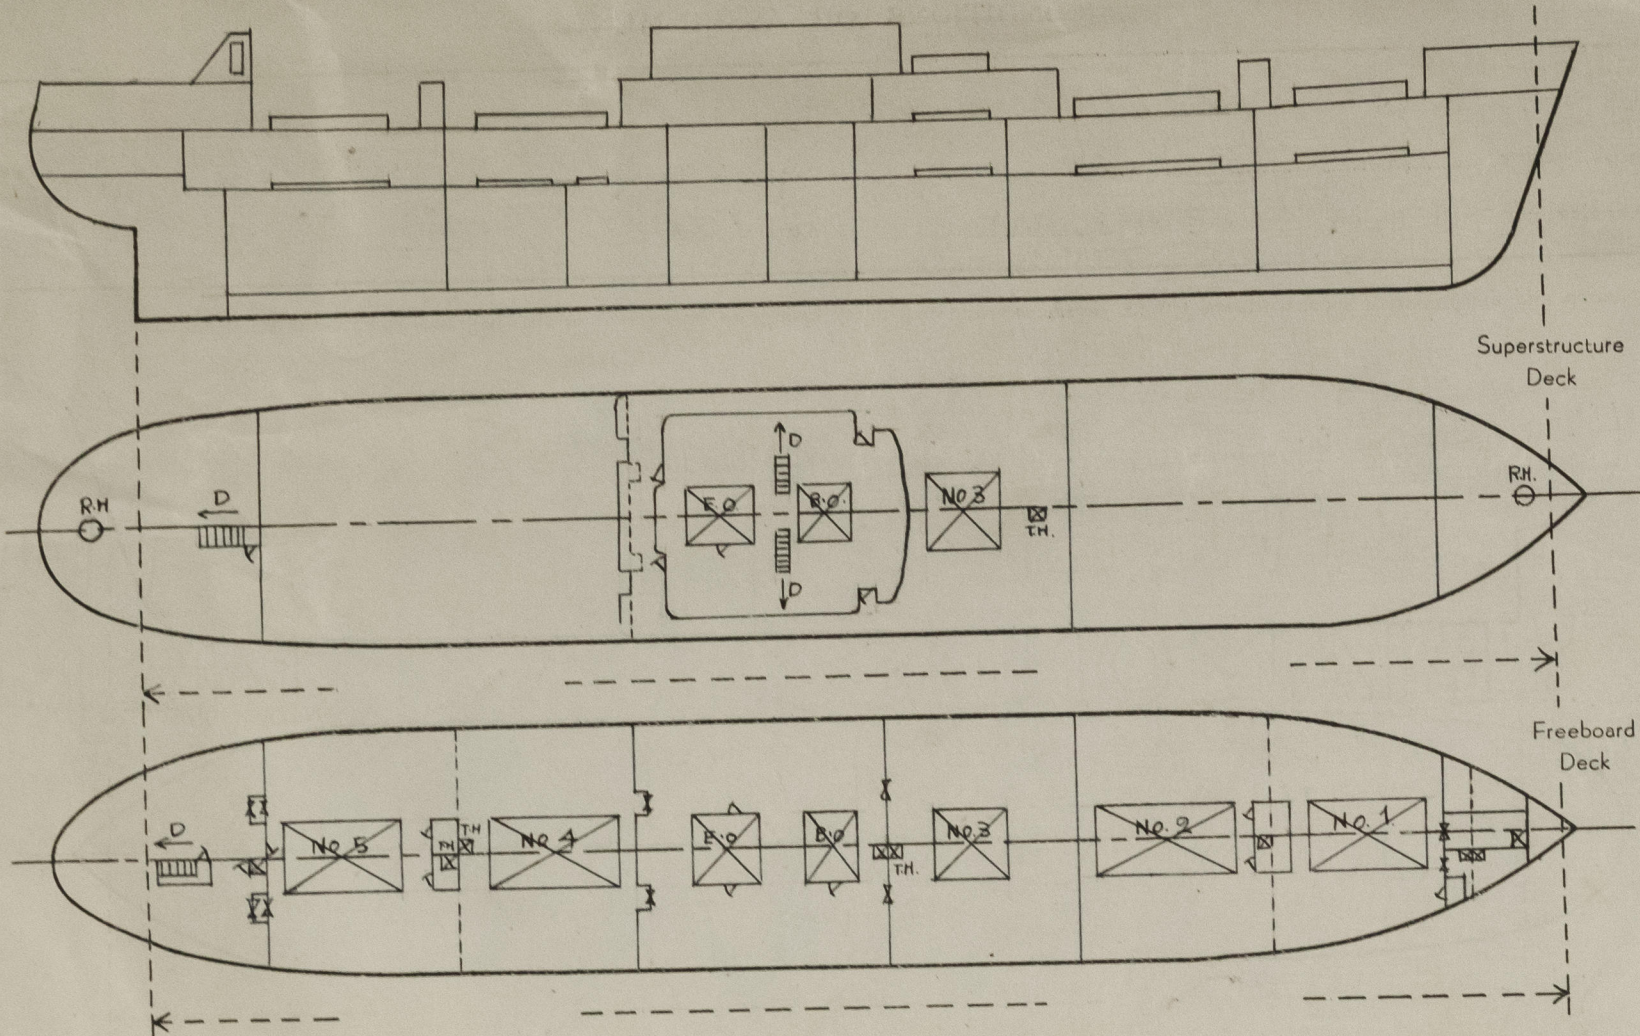 Superstructure
Deck
R.H
D
E.O
D
B.O.
D
No 3
T.H.
R.H.
Freeboard
Deck
D
No 5
T.H
T.H
No 4
E.O
B.O
T.H.
No.3
No. 2
No. 1